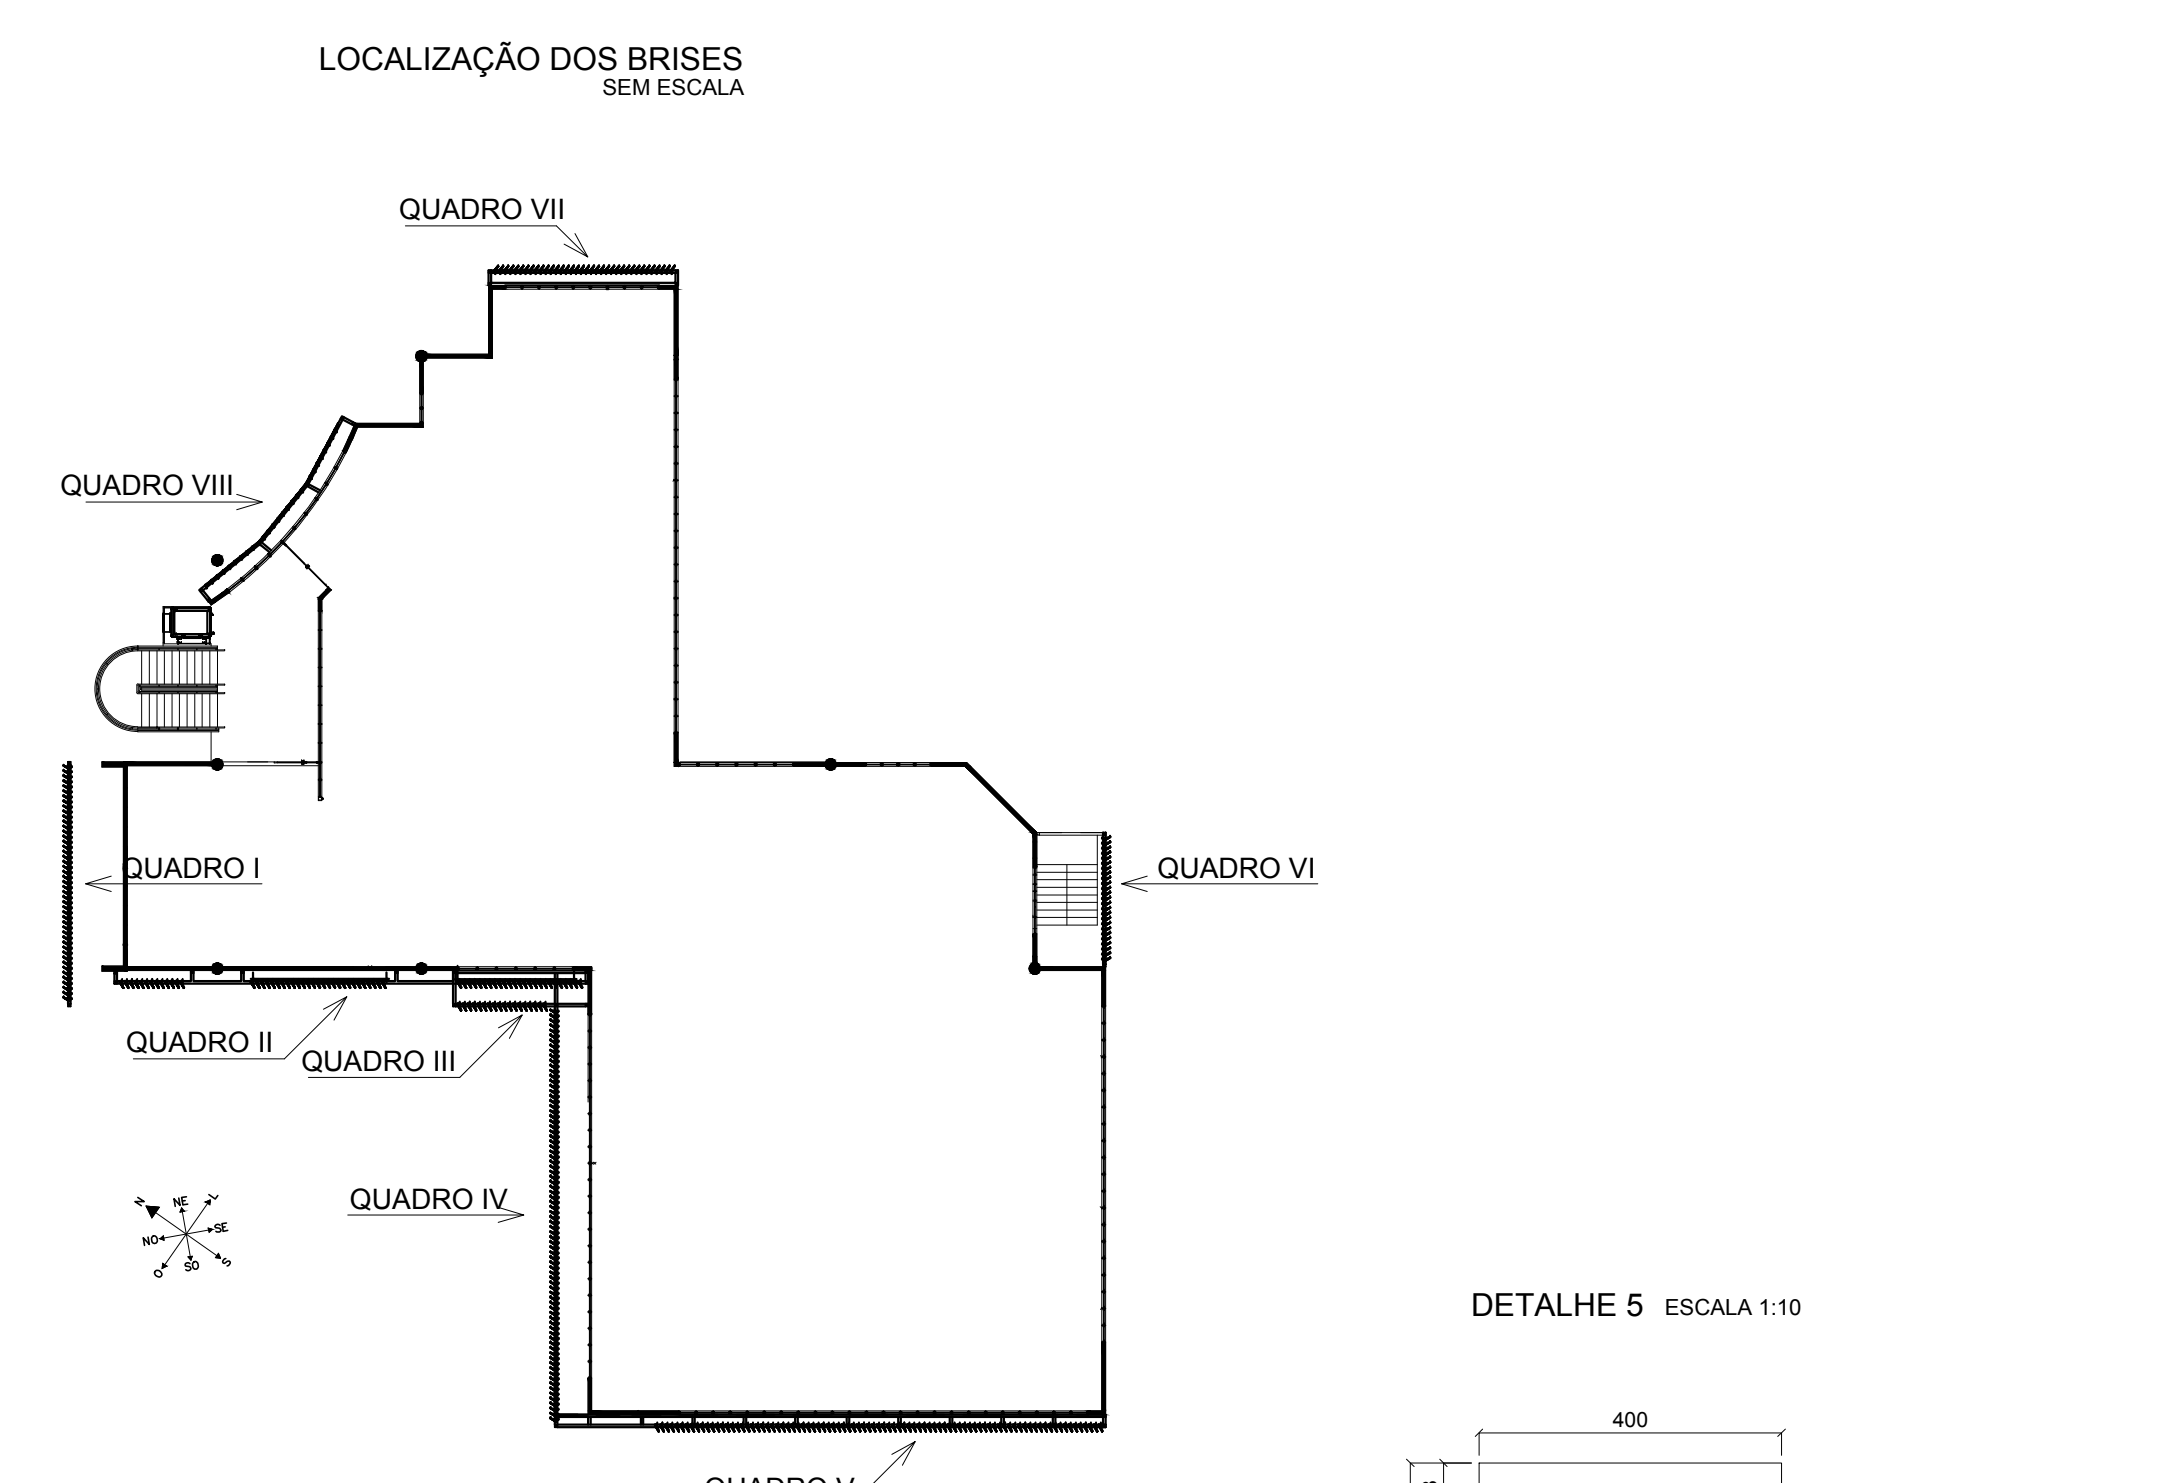 LOCALIZAÇÃO DOS BRISES
SEM ESCALA
QUADRO VII
QUADRO VIII
QUADRO I
QUADRO VI
QUADRO II
QUADRO III
QUADRO IV
N
NE
L
NO
SE
O
SO
S
DETALHE 5 ESCALA 1:10
400
QUADRO V